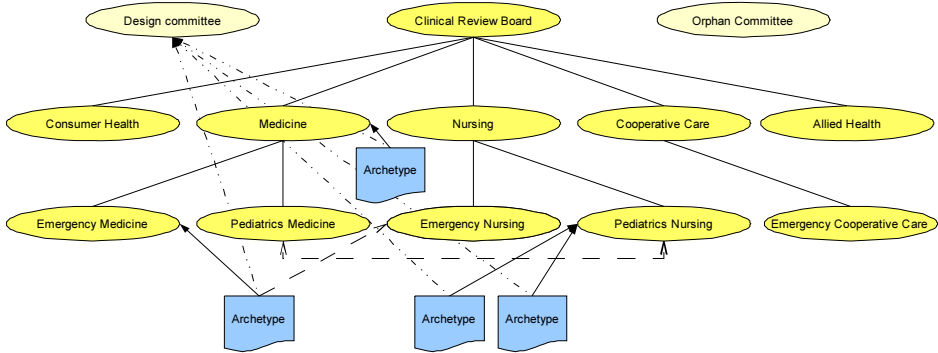 Design committee
Clinical Review Board
Orphan Committee
Consumer Health
Medicine
Nursing
Cooperative Care
Allied Health
Archetype
Emergency Medicine
Pediatrics Medicine
Emergency Nursing
Pediatrics Nursing
Emergency Cooperative Care
Archetype
Archetype
Archetype